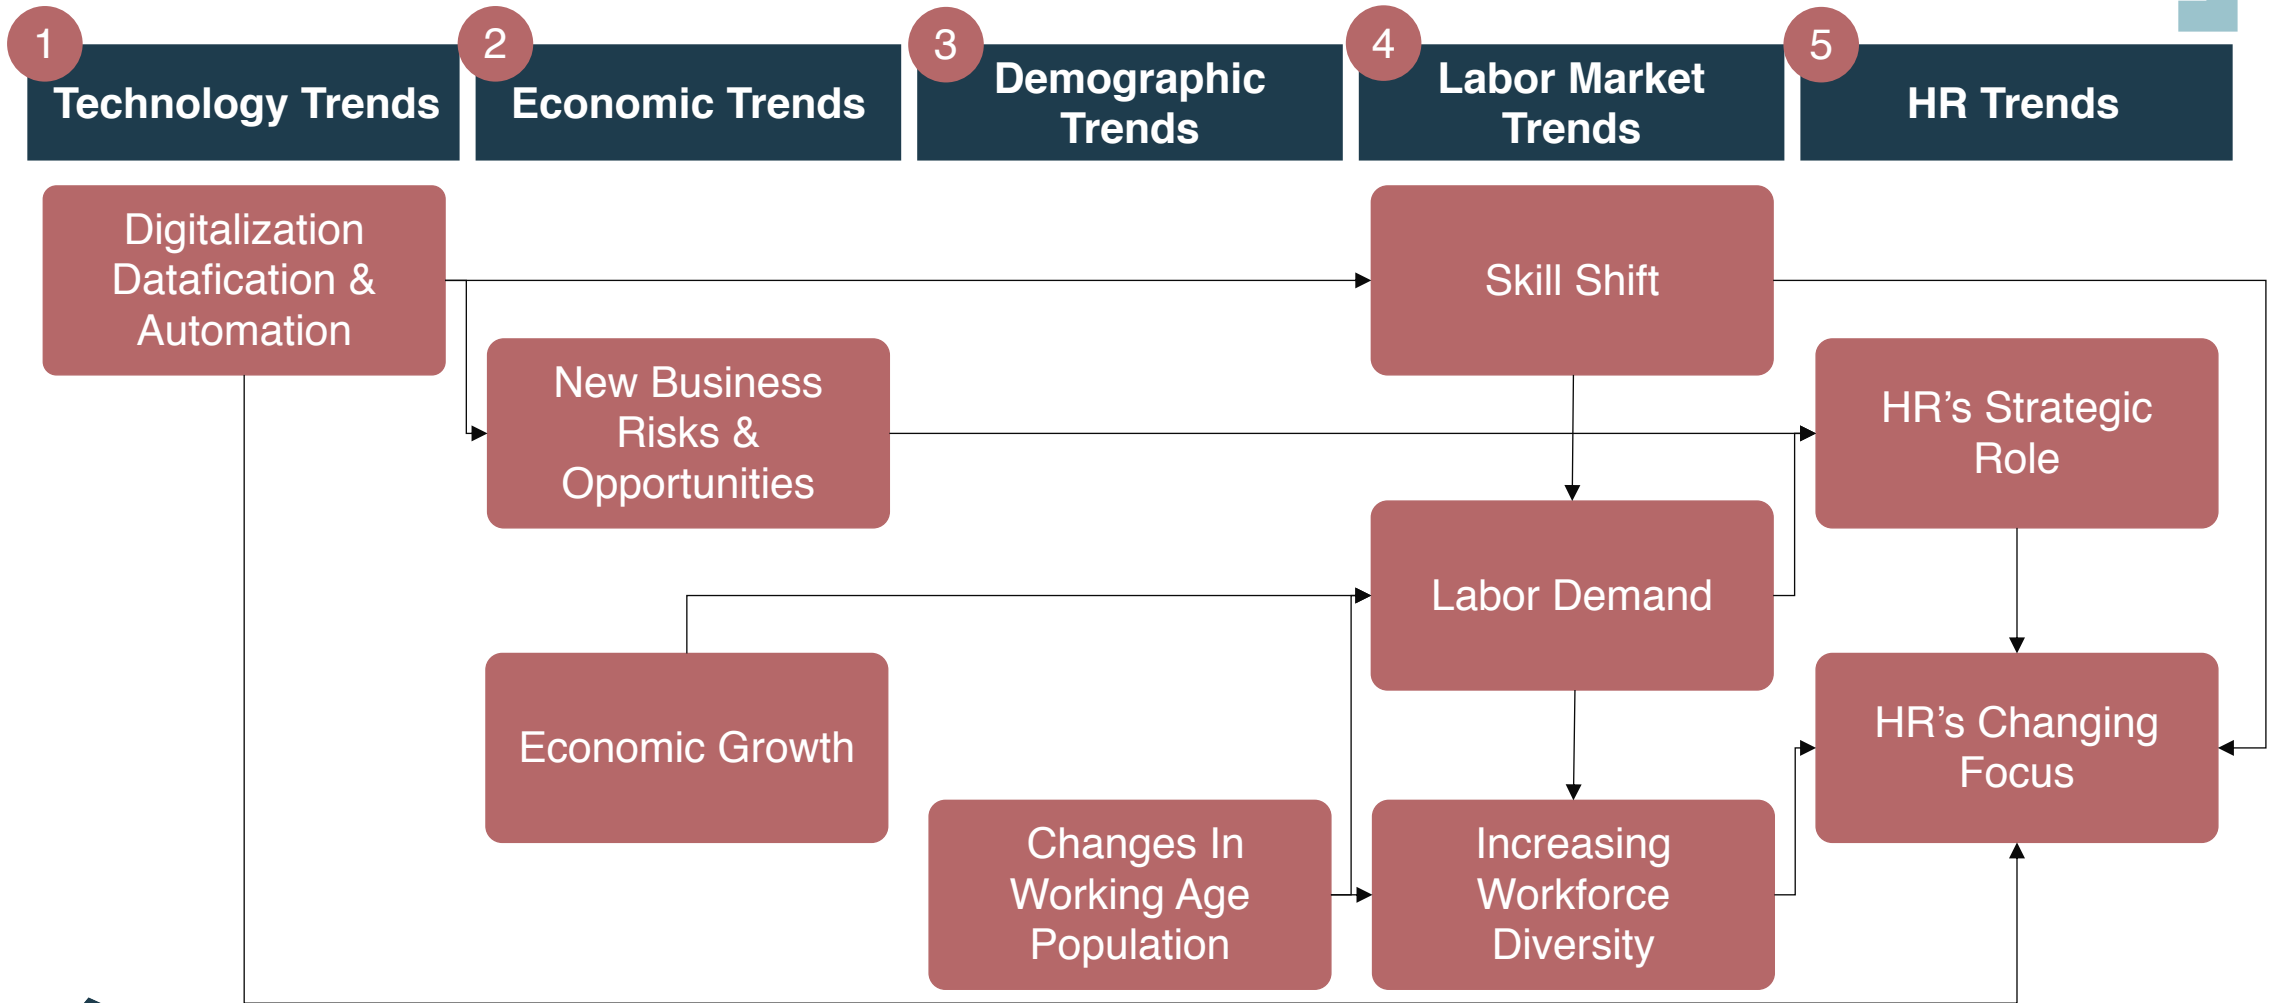 1
Technology Trends
2
Economic Trends
3
Demographic
Trends
4
Labor Market
Trends
5
HR Trends
Digitalization
Datafication &
Automation
New Business
Risks &
Opportunities
Economic Growth
Changes In
Working Age
Population
Skill Shift
Labor Demand
Increasing
Workforce
Diversity
HR’s Strategic
Role
HR’s Changing
Focus